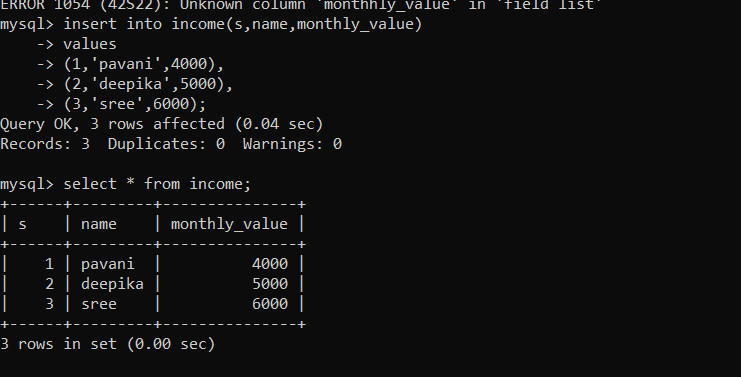 ERROR 1054 (42S22): Unknown column 'monthhly_value' in 'field list'
mysql> insert into income(s,name,monthly_value)
    -> values
    -> (1,'pavani',4000),
    -> (2,'deepika',5000),
    -> (3,'sree',6000);
Query OK, 3 rows affected (0.04 sec)
Records: 3  Duplicates: 0  Warnings: 0

mysql> select * from income;
+------+---------+---------------+
| s    | name    | monthly_value |
+------+---------+---------------+
|    1 | pavani  |          4000 |
|    2 | deepika |          5000 |
|    3 | sree    |          6000 |
+------+---------+---------------+
3 rows in set (0.00 sec)